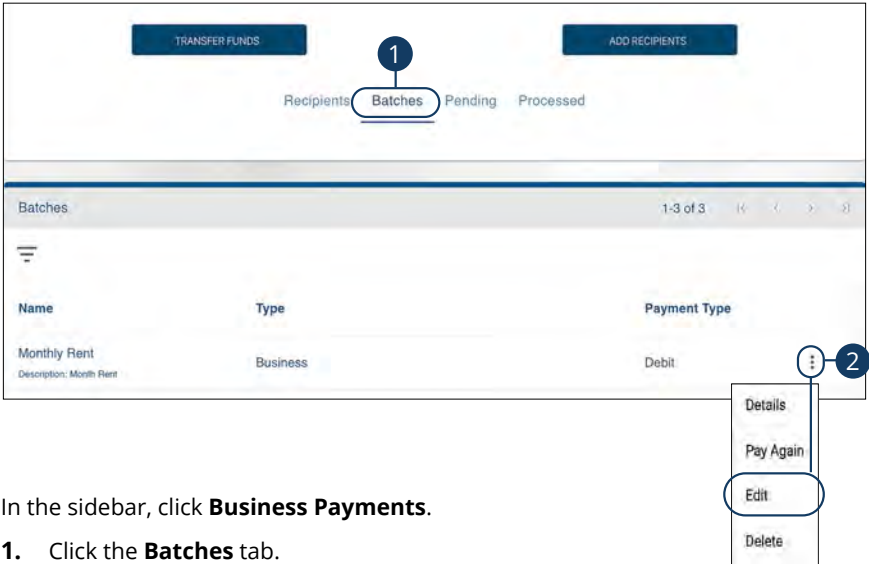 TRANSFER FUNDS
ADD RECIPIENTS
1
Recipients Batches Pending Processed
Batches
1-3 of 3
Name Type Payment Type
Monthly Rent
Description: Month Rent
Business
Debit
2
Details
Pay Again
Edit
Delete
In the sidebar, click Business Payments.
1. Click the Batches tab.